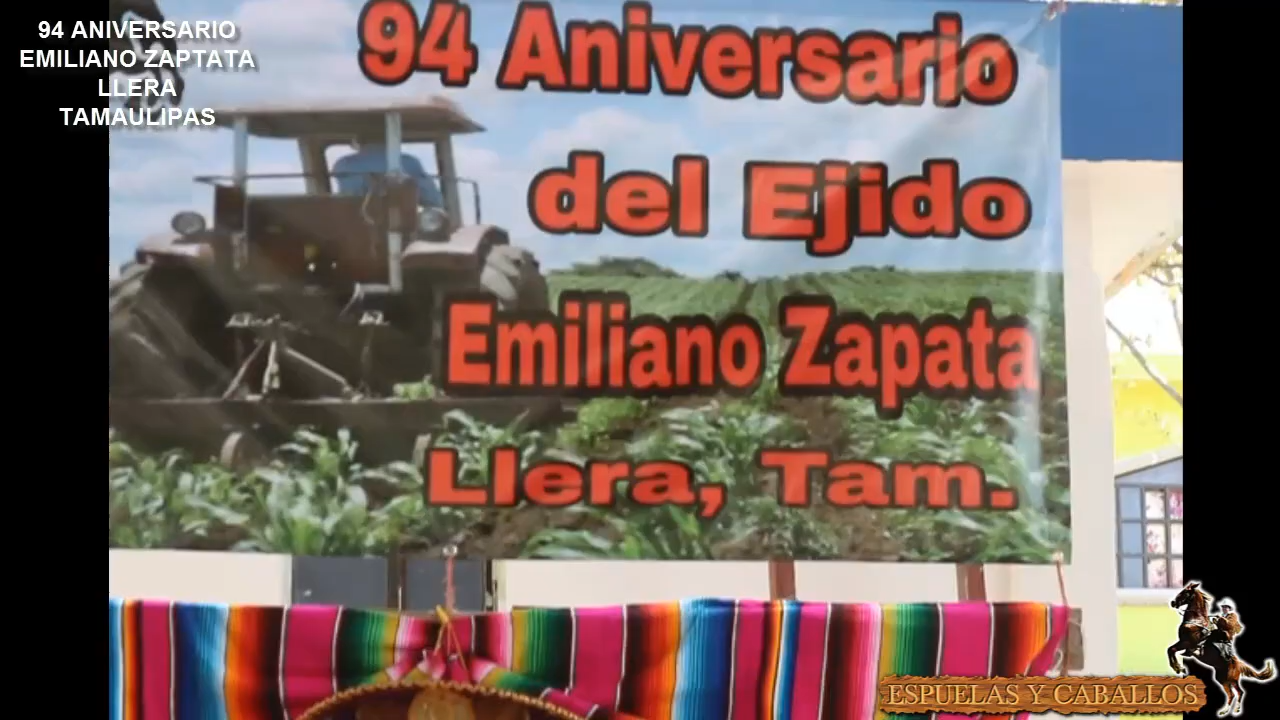 94 ANIVERSARIO
EMILIANO ZAPTATA
LLERA
TAMAULIPAS
94 Aniversario
del Ejido
Emiliano Zapata
Llera, Tam.
ESPUELAS Y CABALLOS